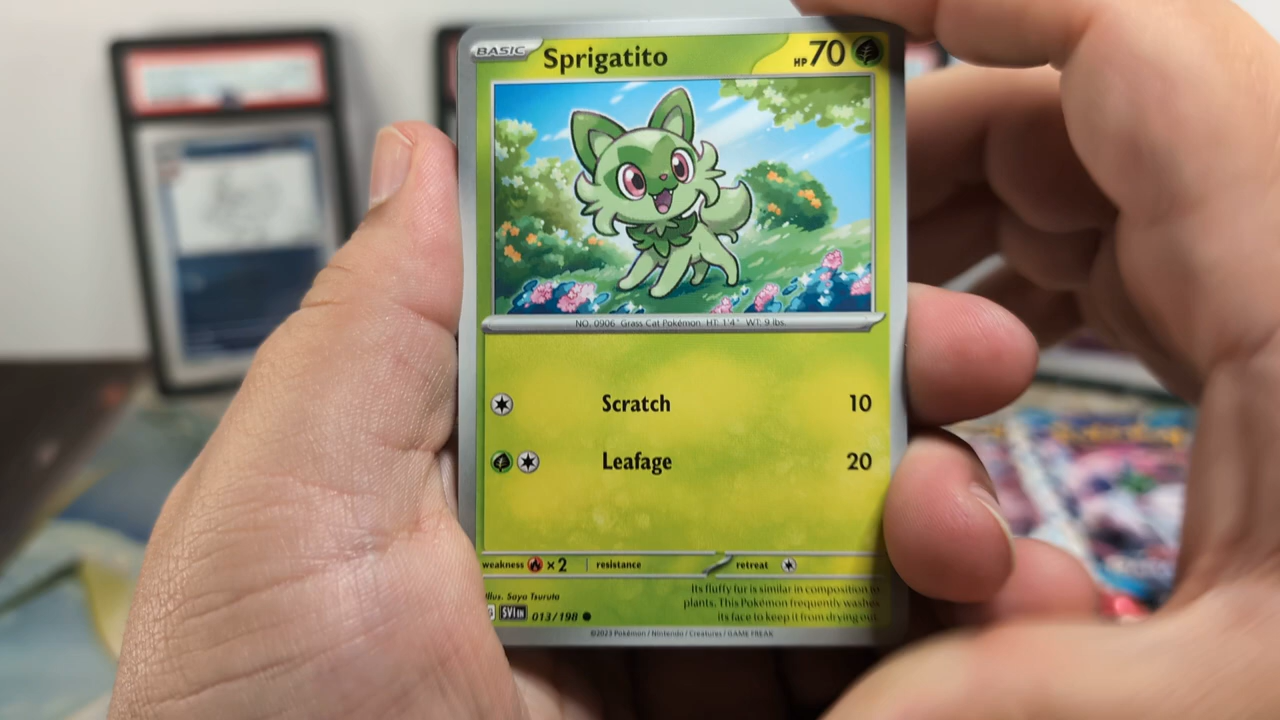 BASIC Sprigatito HP 70
NO. 0906 Grass Cat Pokémon HT: 1'4" WT: 9 lbs.
Scratch 10
Leafage 20
weakness ×2 resistance retreat
Illus. Saya Tsuruta
Its fluffy fur is similar in composition to
plants. This Pokémon frequently washes
its face to keep it from drying out.
SVI EN 013/198
©2023 Pokémon / Nintendo / Creatures / GAME FREAK